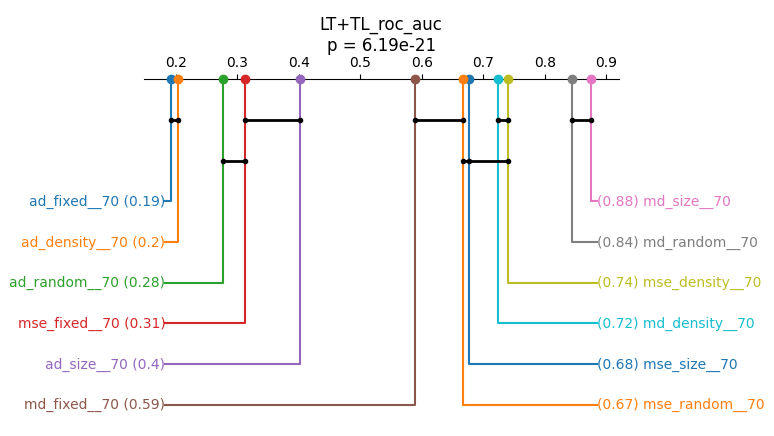 LT+TL_roc_auc
p = 6.19e-21
0.2 0.3 0.4 0.5 0.6 0.7 0.8 0.9
ad_fixed__70 (0.19)
(0.88) md_size__70
ad_density__70 (0.2)
(0.84) md_random__70
ad_random__70 (0.28)
(0.74) mse_density__70
mse_fixed__70 (0.31)
(0.72) md_density__70
ad_size__70 (0.4)
(0.68) mse_size__70
md_fixed__70 (0.59)
(0.67) mse_random__70